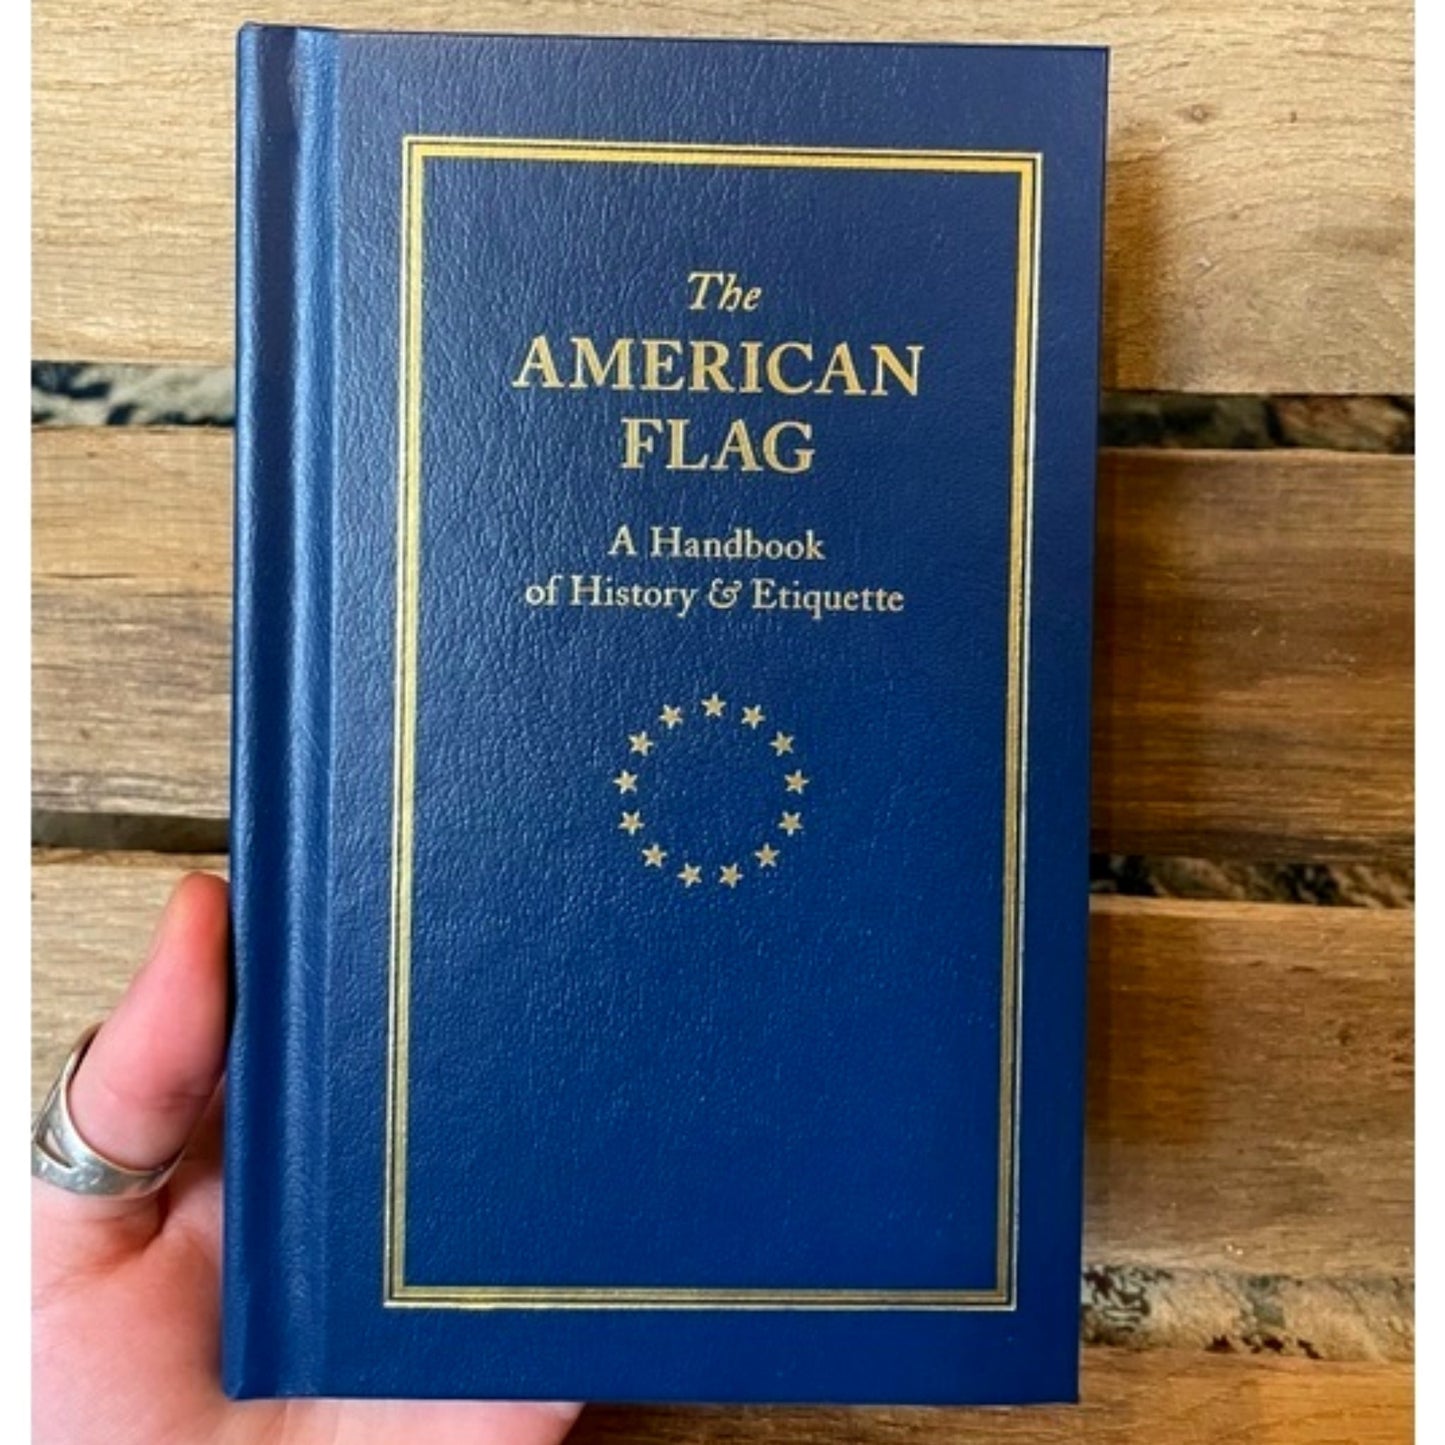 The
AMERICAN
FLAG
A Handbook
of History & Etiquette